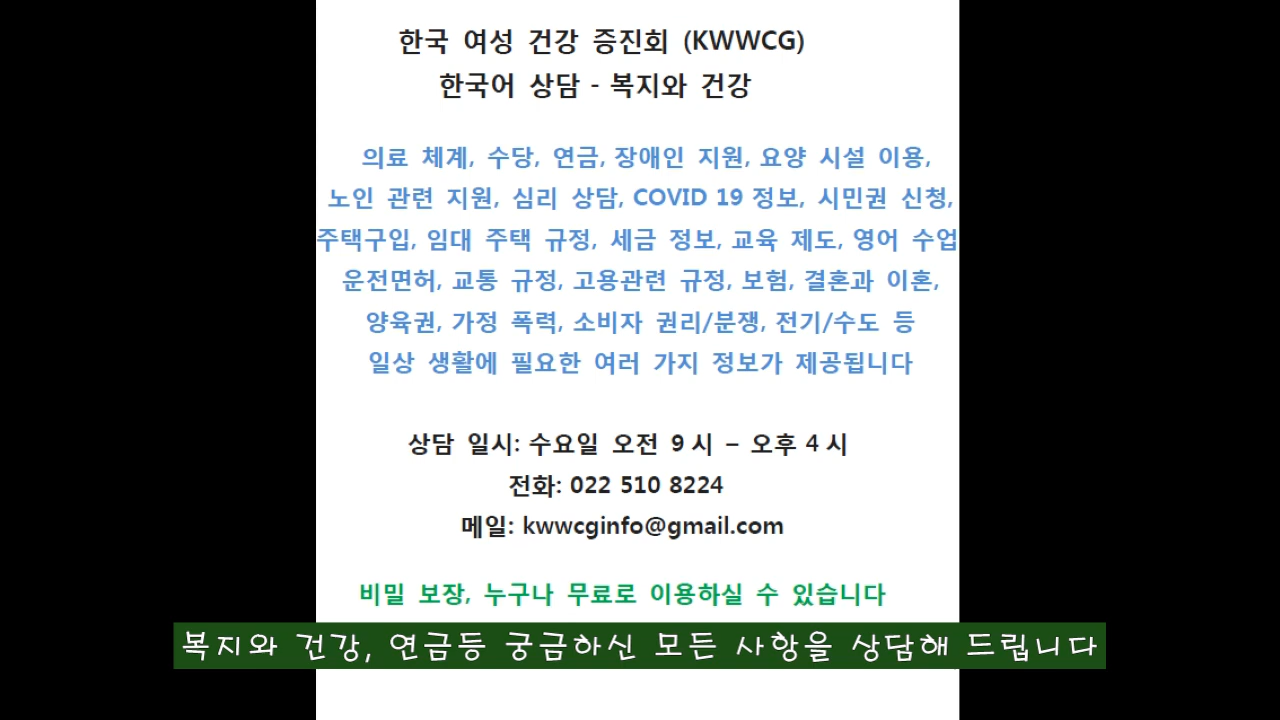 한국 여성 건강 증진회 (KWWCG)
한국어 상담 - 복지와 건강
의료 체계, 수당, 연금, 장애인 지원, 요양 시설 이용,
노인 관련 지원, 심리 상담, COVID 19 정보, 시민권 신청,
주택구입, 임대 주택 규정, 세금 정보, 교육 제도, 영어 수업
운전면허, 교통 규정, 고용관련 규정, 보험, 결혼과 이혼,
양육권, 가정 폭력, 소비자 권리/분쟁, 전기/수도 등
일상 생활에 필요한 여러 가지 정보가 제공됩니다
상담 일시: 수요일 오전 9시 – 오후 4시
전화: 022 510 8224
메일: kwwcginfo@gmail.com
비밀 보장, 누구나 무료로 이용하실 수 있습니다
복지와 건강, 연금등 궁금하신 모든 사항을 상담해 드립니다